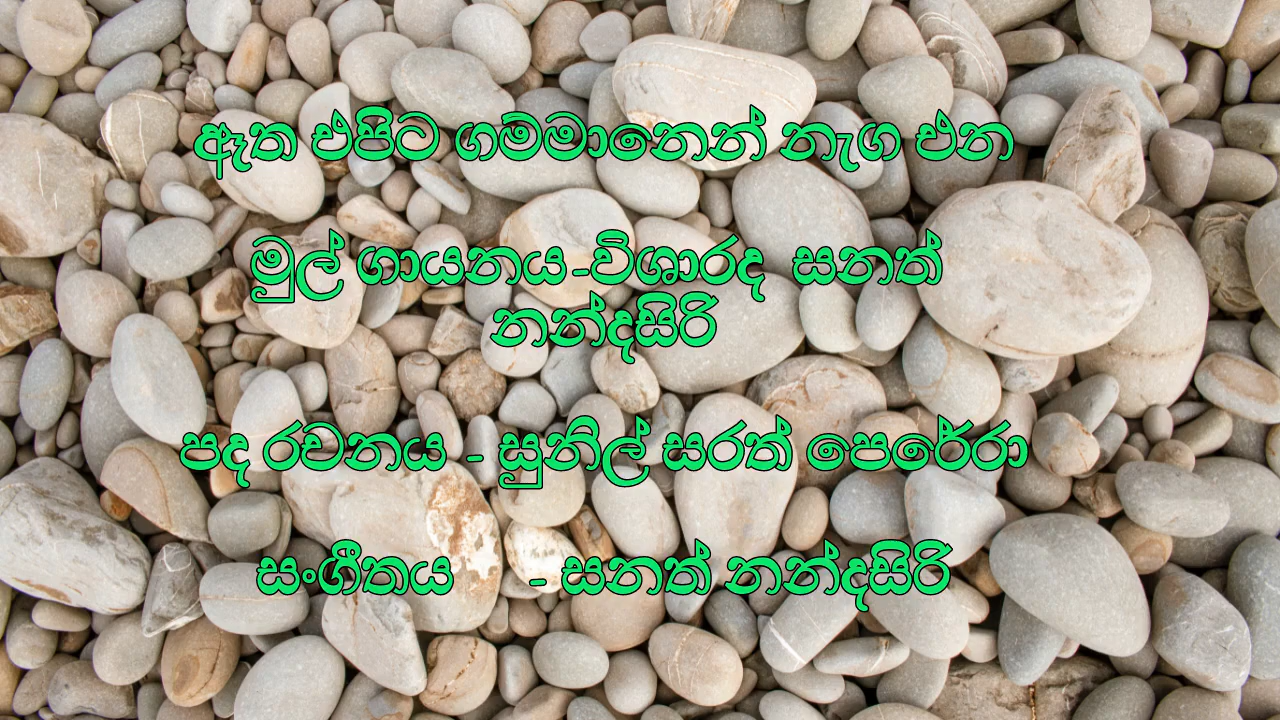 ඈත එපිට ගම්මානෙන් නැග එන
මුල් ගායනය-විශාරද සනත්
නන්දසිරි
පද රචනය - සුනිල් සරත් පෙරේරා
සංගීතය - සනත් නන්දසිරි